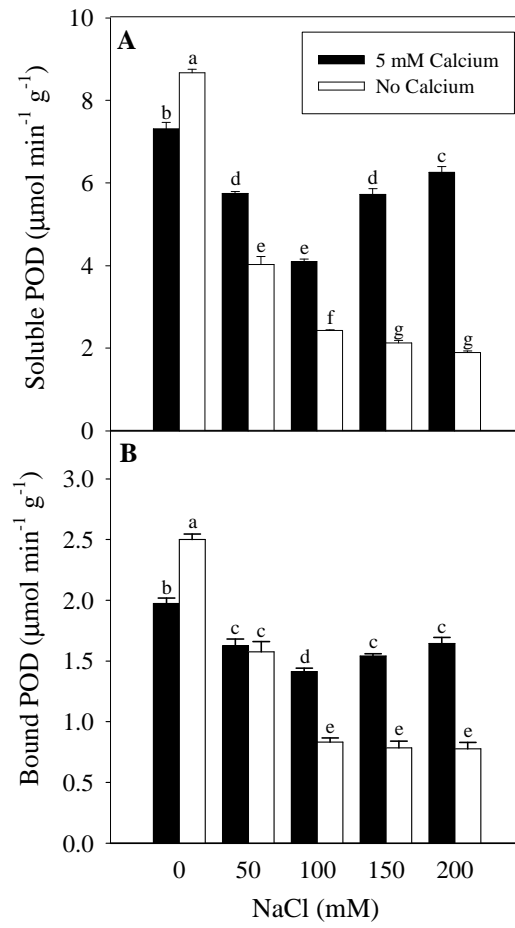 A
5 mM Calcium
No Calcium
Soluble POD (µmol min⁻¹ g⁻¹)
10
8
6
4
2
0
b
a
d
e
e
f
d
g
c
g
B
Bound POD (µmol min⁻¹ g⁻¹)
3.0
2.5
2.0
1.5
1.0
0.5
0.0
b
a
c
c
d
e
c
e
c
e
0 50 100 150 200
NaCl (mM)